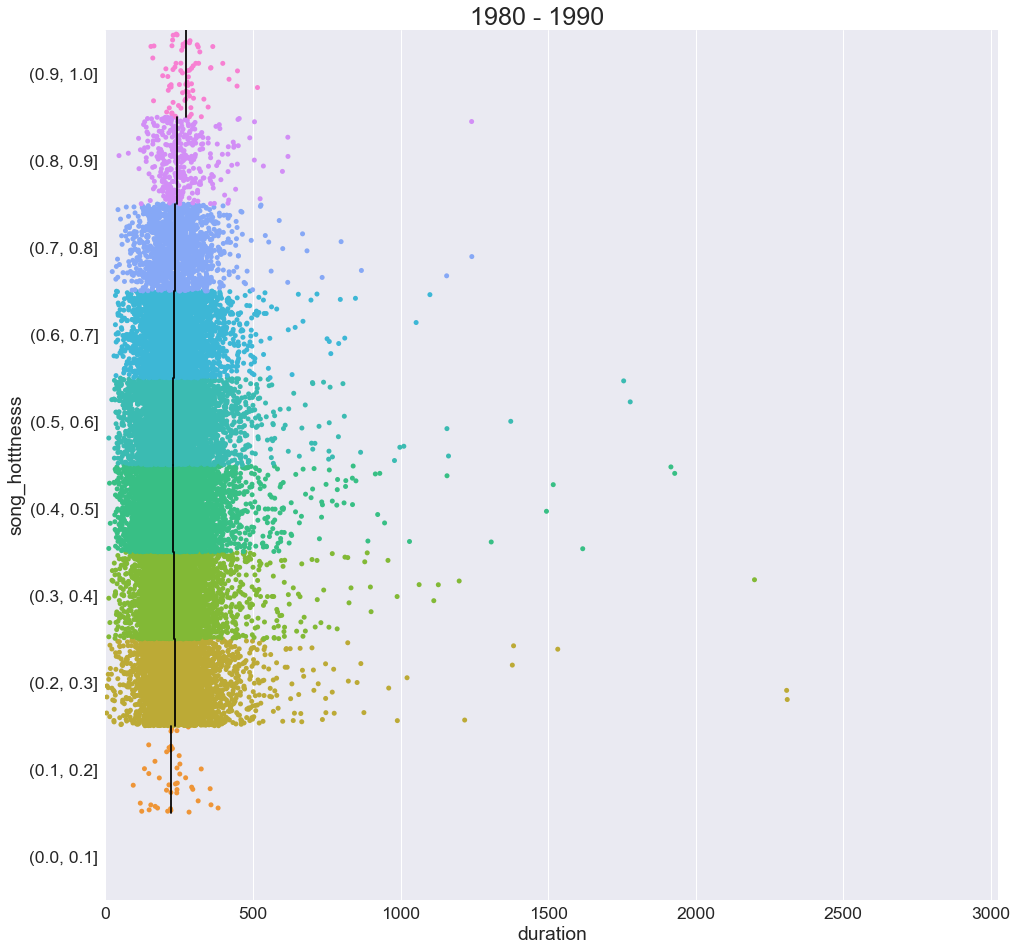 1980 - 1990
(0.9, 1.0]
(0.8, 0.9]
(0.7, 0.8]
(0.6, 0.7]
(0.5, 0.6]
(0.4, 0.5]
(0.3, 0.4]
(0.2, 0.3]
(0.1, 0.2]
(0.0, 0.1]
song_hotttnesss
0 500 1000 1500 2000 2500 3000
duration